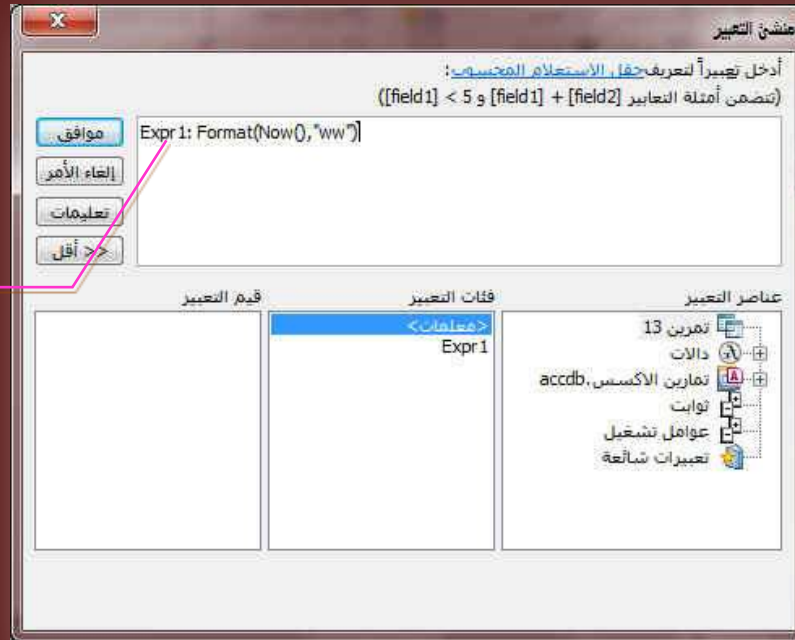 منشئ التعبير
أدخل تعبيراً لتعريف حقل الاستعلام المحسوب:
(تتضمن أمثلة التعابير [field1] + [field2] و [field1] < 5)
Expr1: Format(Now(),"ww")
موافق
إلغاء الأمر
تعليمات
<< أقل
عناصر التعبير
فئات التعبير
قيم التعبير
تمرين 13
دالات
تمارين الاكسس.accdb
ثوابت
عوامل تشغيل
تعبيرات شائعة
<معلمات>
Expr1